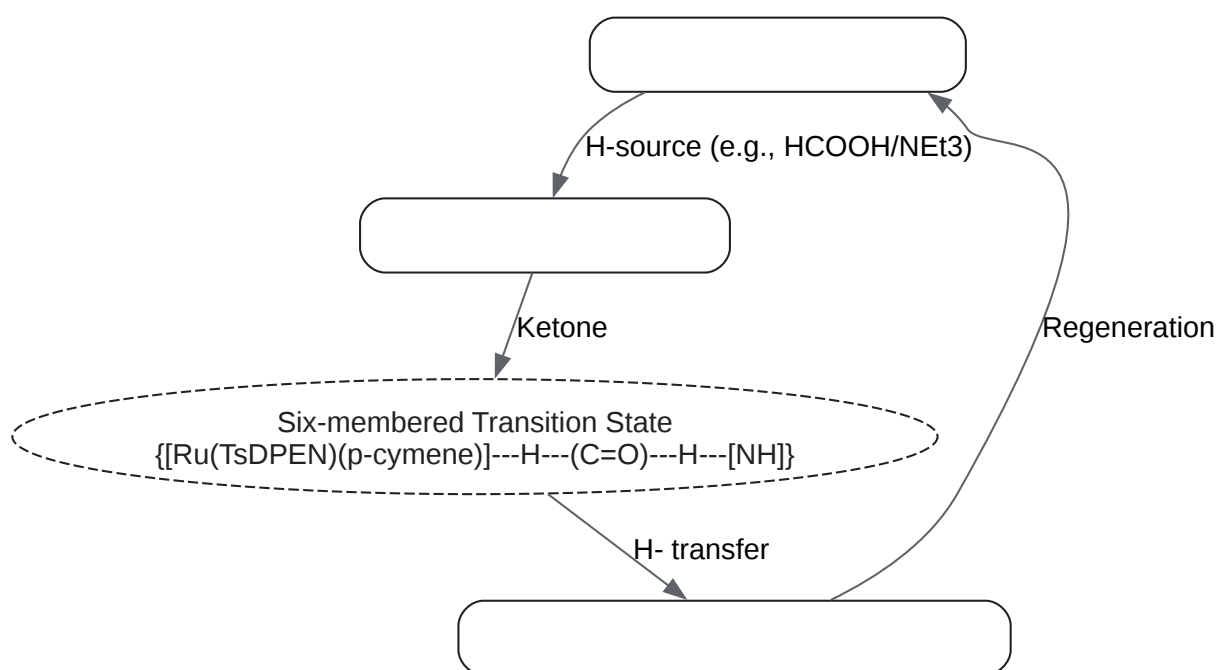 H-source (e.g., HCOOH/NEt3)
Ketone
Regeneration
Six-membered Transition State
{[Ru(TsDPEN)(p-cymene)]---H---(C=O)---H---[NH]}
H- transfer